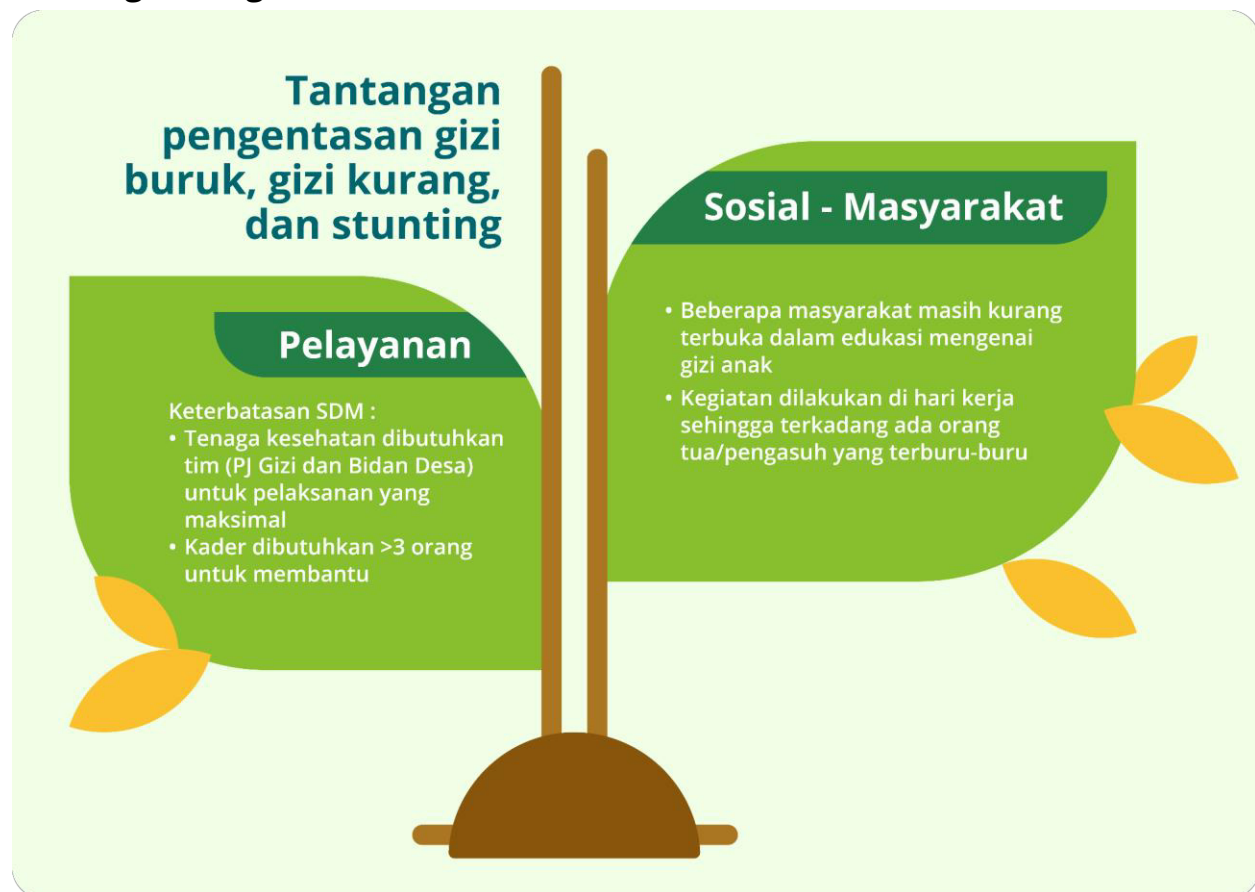 Tantangan
pengentasan gizi
buruk, gizi kurang,
dan stunting
Pelayanan
Keterbatasan SDM :
• Tenaga kesehatan dibutuhkan
tim (PJ Gizi dan Bidan Desa)
untuk pelaksanan yang
maksimal
• Kader dibutuhkan >3 orang
untuk membantu
Sosial - Masyarakat
• Beberapa masyarakat masih kurang
terbuka dalam edukasi mengenai
gizi anak
• Kegiatan dilakukan di hari kerja
sehingga terkadang ada orang
tua/pengasuh yang terburu-buru